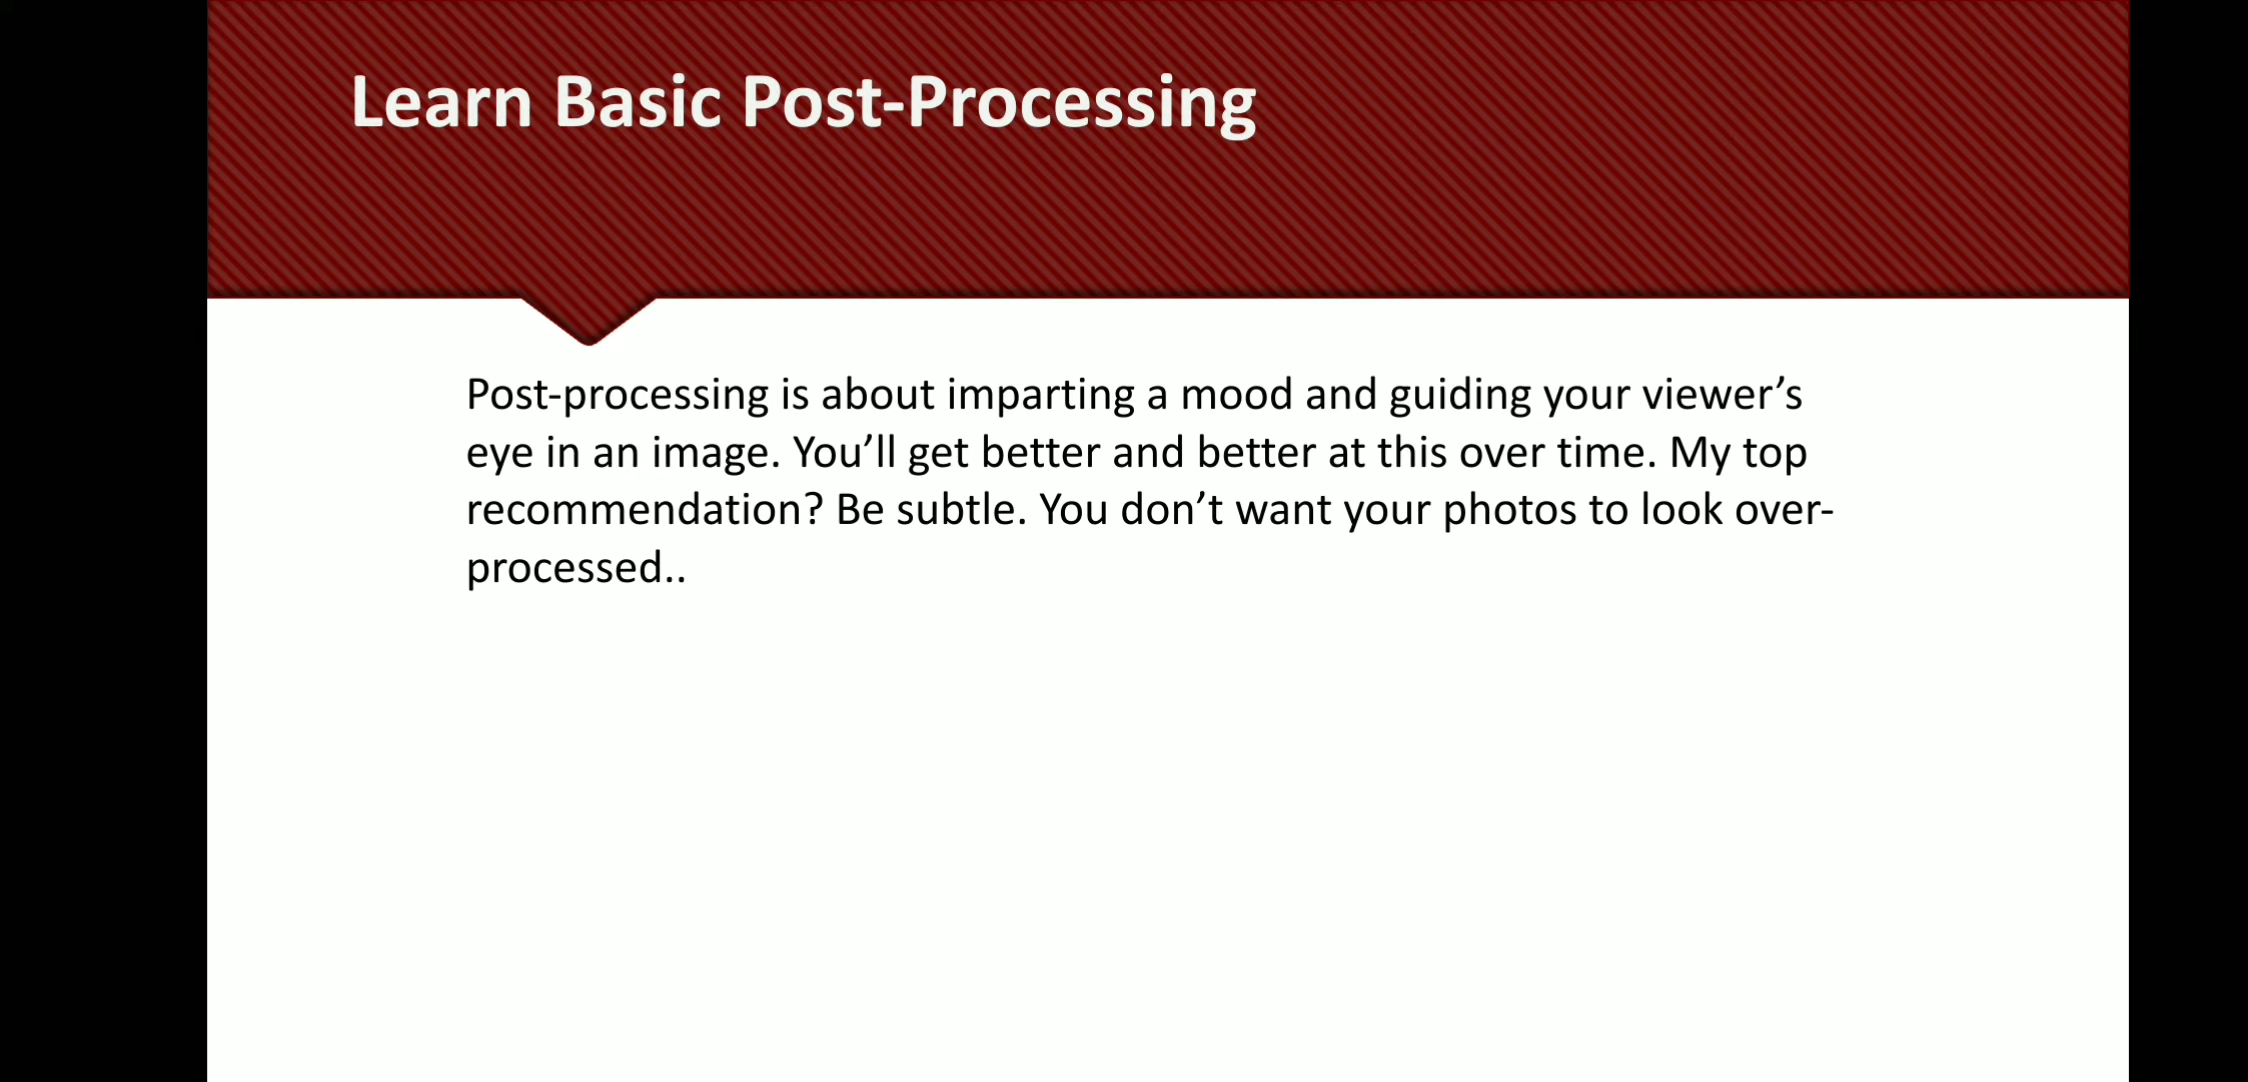 Learn Basic Post-Processing
Post-processing is about imparting a mood and guiding your viewer’s
eye in an image. You’ll get better and better at this over time. My top
recommendation? Be subtle. You don’t want your photos to look over-
processed..